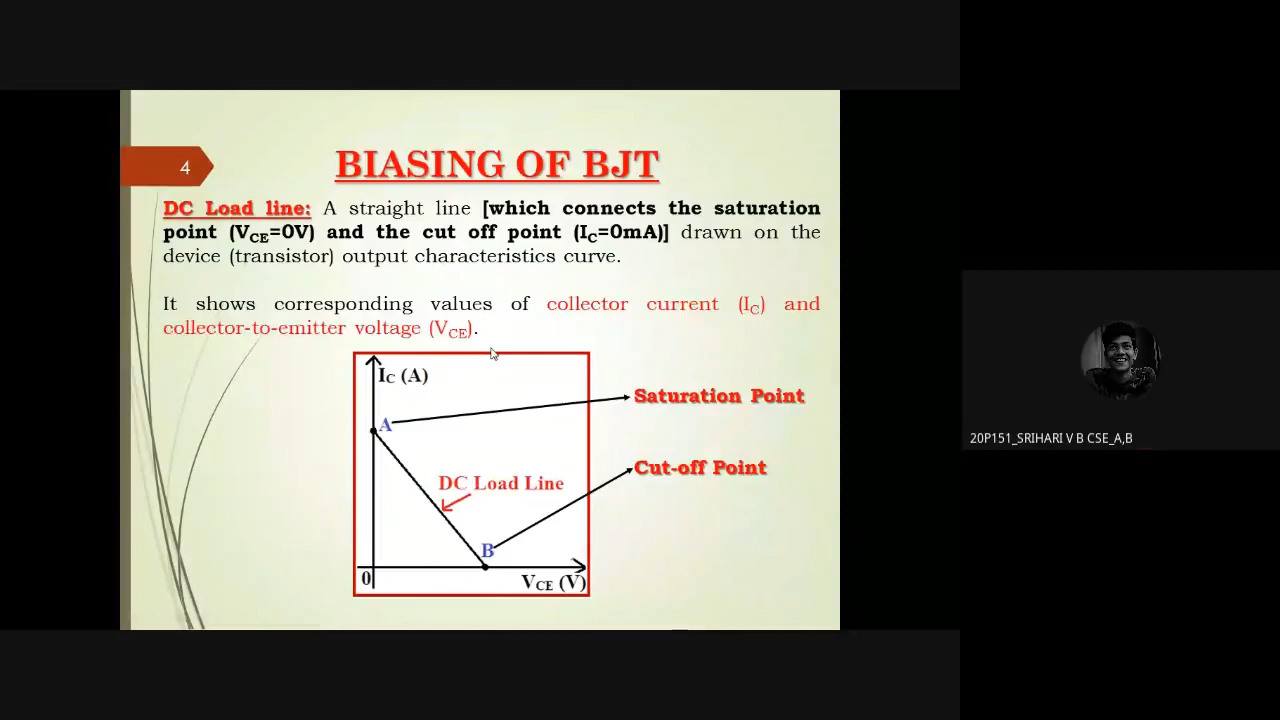 4
BIASING OF BJT
DC Load line: A straight line [which connects the saturation
point (VCE=0V) and the cut off point (IC=0mA)] drawn on the
device (transistor) output characteristics curve.
It shows corresponding values of collector current (IC) and
collector-to-emitter voltage (VCE).
IC (A)
A
Saturation Point
DC Load Line
Cut-off Point
B
0
VCE (V)
20P151_SRIHARI V B CSE_A,B